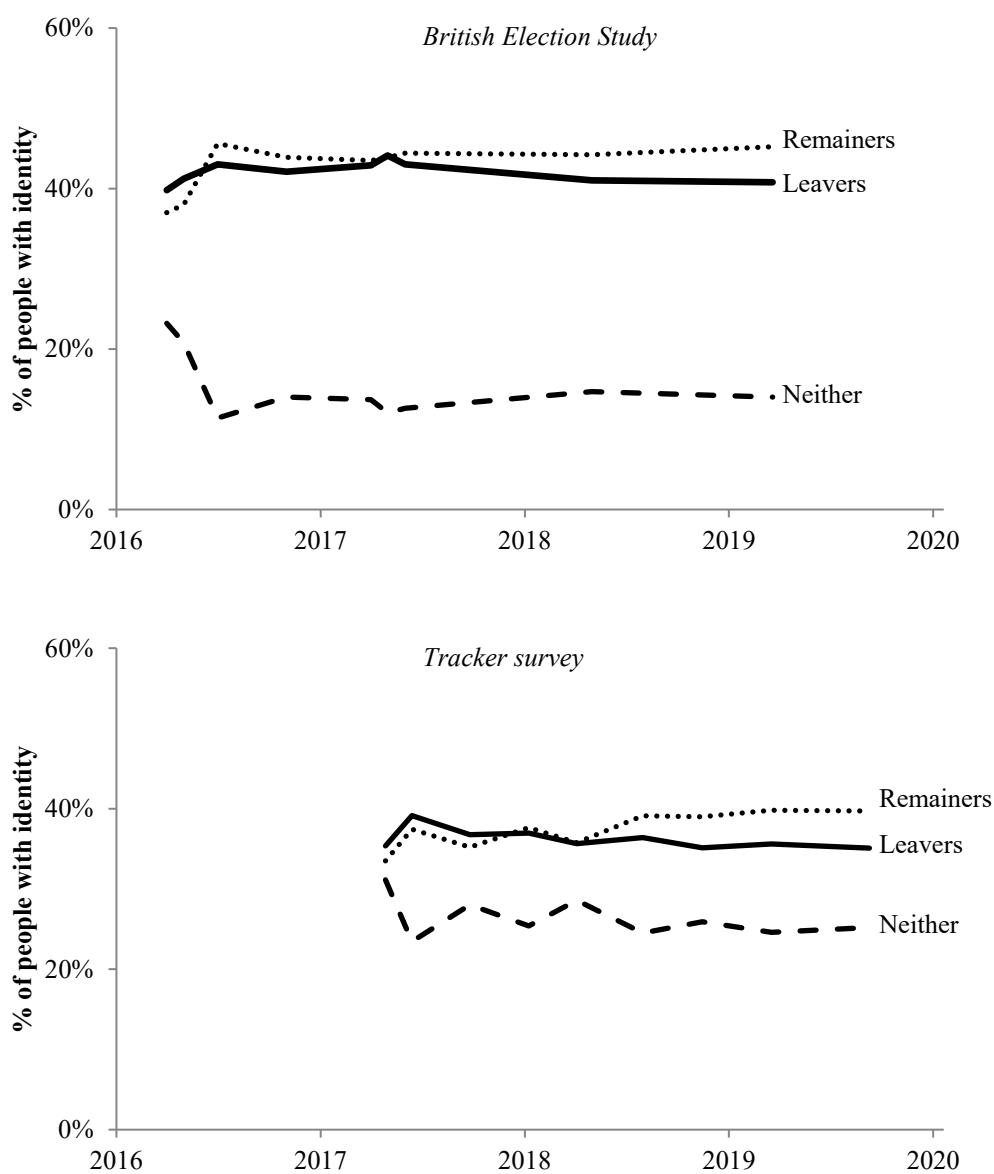 60%
British Election Study
Remainers
40%
Leavers
% of people with identity
20%
Neither
0%
2016 2017 2018 2019 2020
60%
Tracker survey
40%
Remainers
Leavers
% of people with identity
Neither
20%
0%
2016 2017 2018 2019 2020